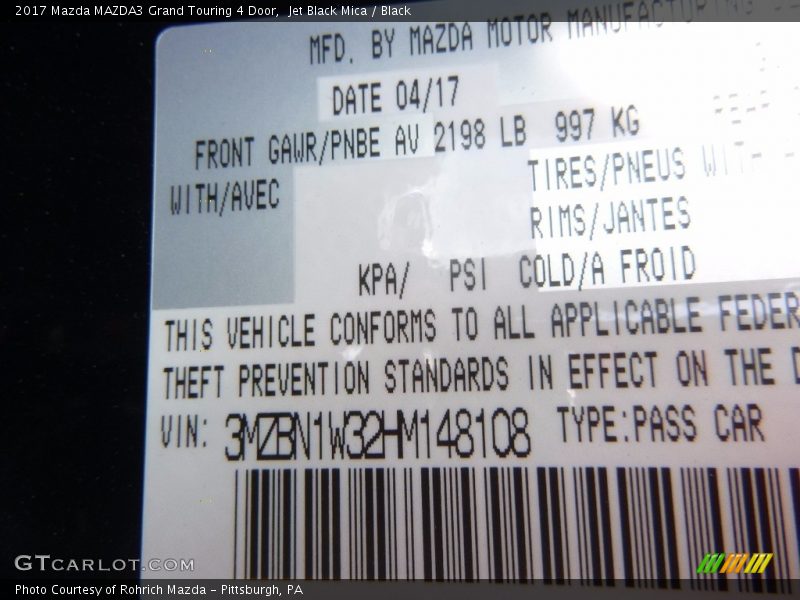 2017 Mazda MAZDA3 Grand Touring 4 Door, Jet Black Mica / Black
MFD. BY MAZDA MOTOR MANUFACTURING
DATE 04/17
FRONT GAWR/PNBE AV 2198 LB 997 KG
WITH/AVEC TIRES/PNEUS WITH
RIMS/JANTES
KPA/ PSI COLD/A FROID
THIS VEHICLE CONFORMS TO ALL APPLICABLE FEDER
THEFT PREVENTION STANDARDS IN EFFECT ON THE D
VIN: 3MZBN1W32HM148108 TYPE:PASS CAR
GTcarlot.com
Photo Courtesy of Rohrich Mazda - Pittsburgh, PA